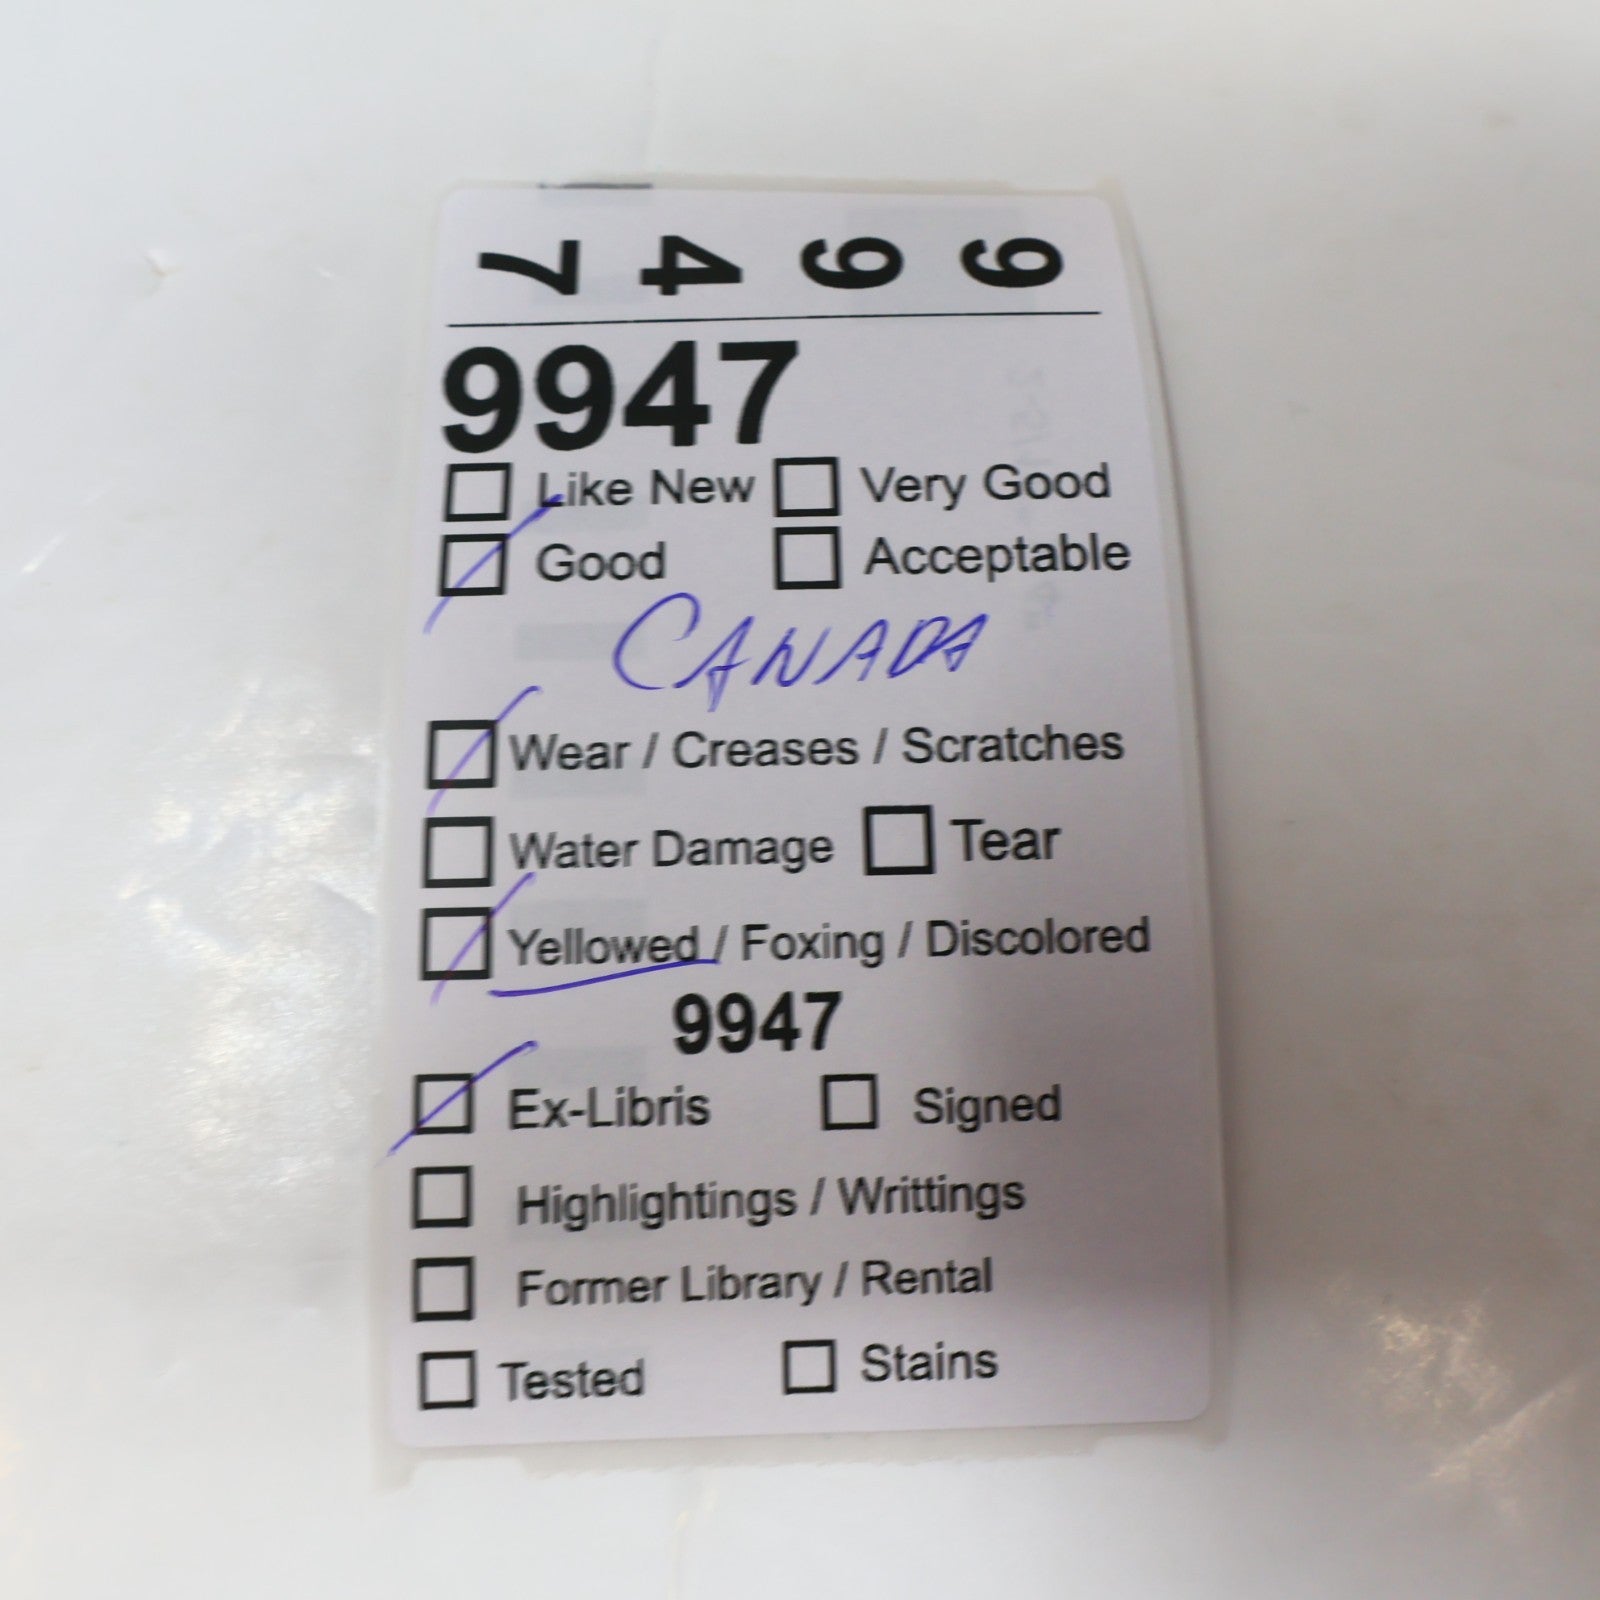 7 4 9 9
9947
Like New Very Good
Good Acceptable
CANADA
Wear / Creases / Scratches
Water Damage Tear
Yellowed / Foxing / Discolored
9947
Ex-Libris Signed
Highlightings / Writtings
Former Library / Rental
Tested Stains